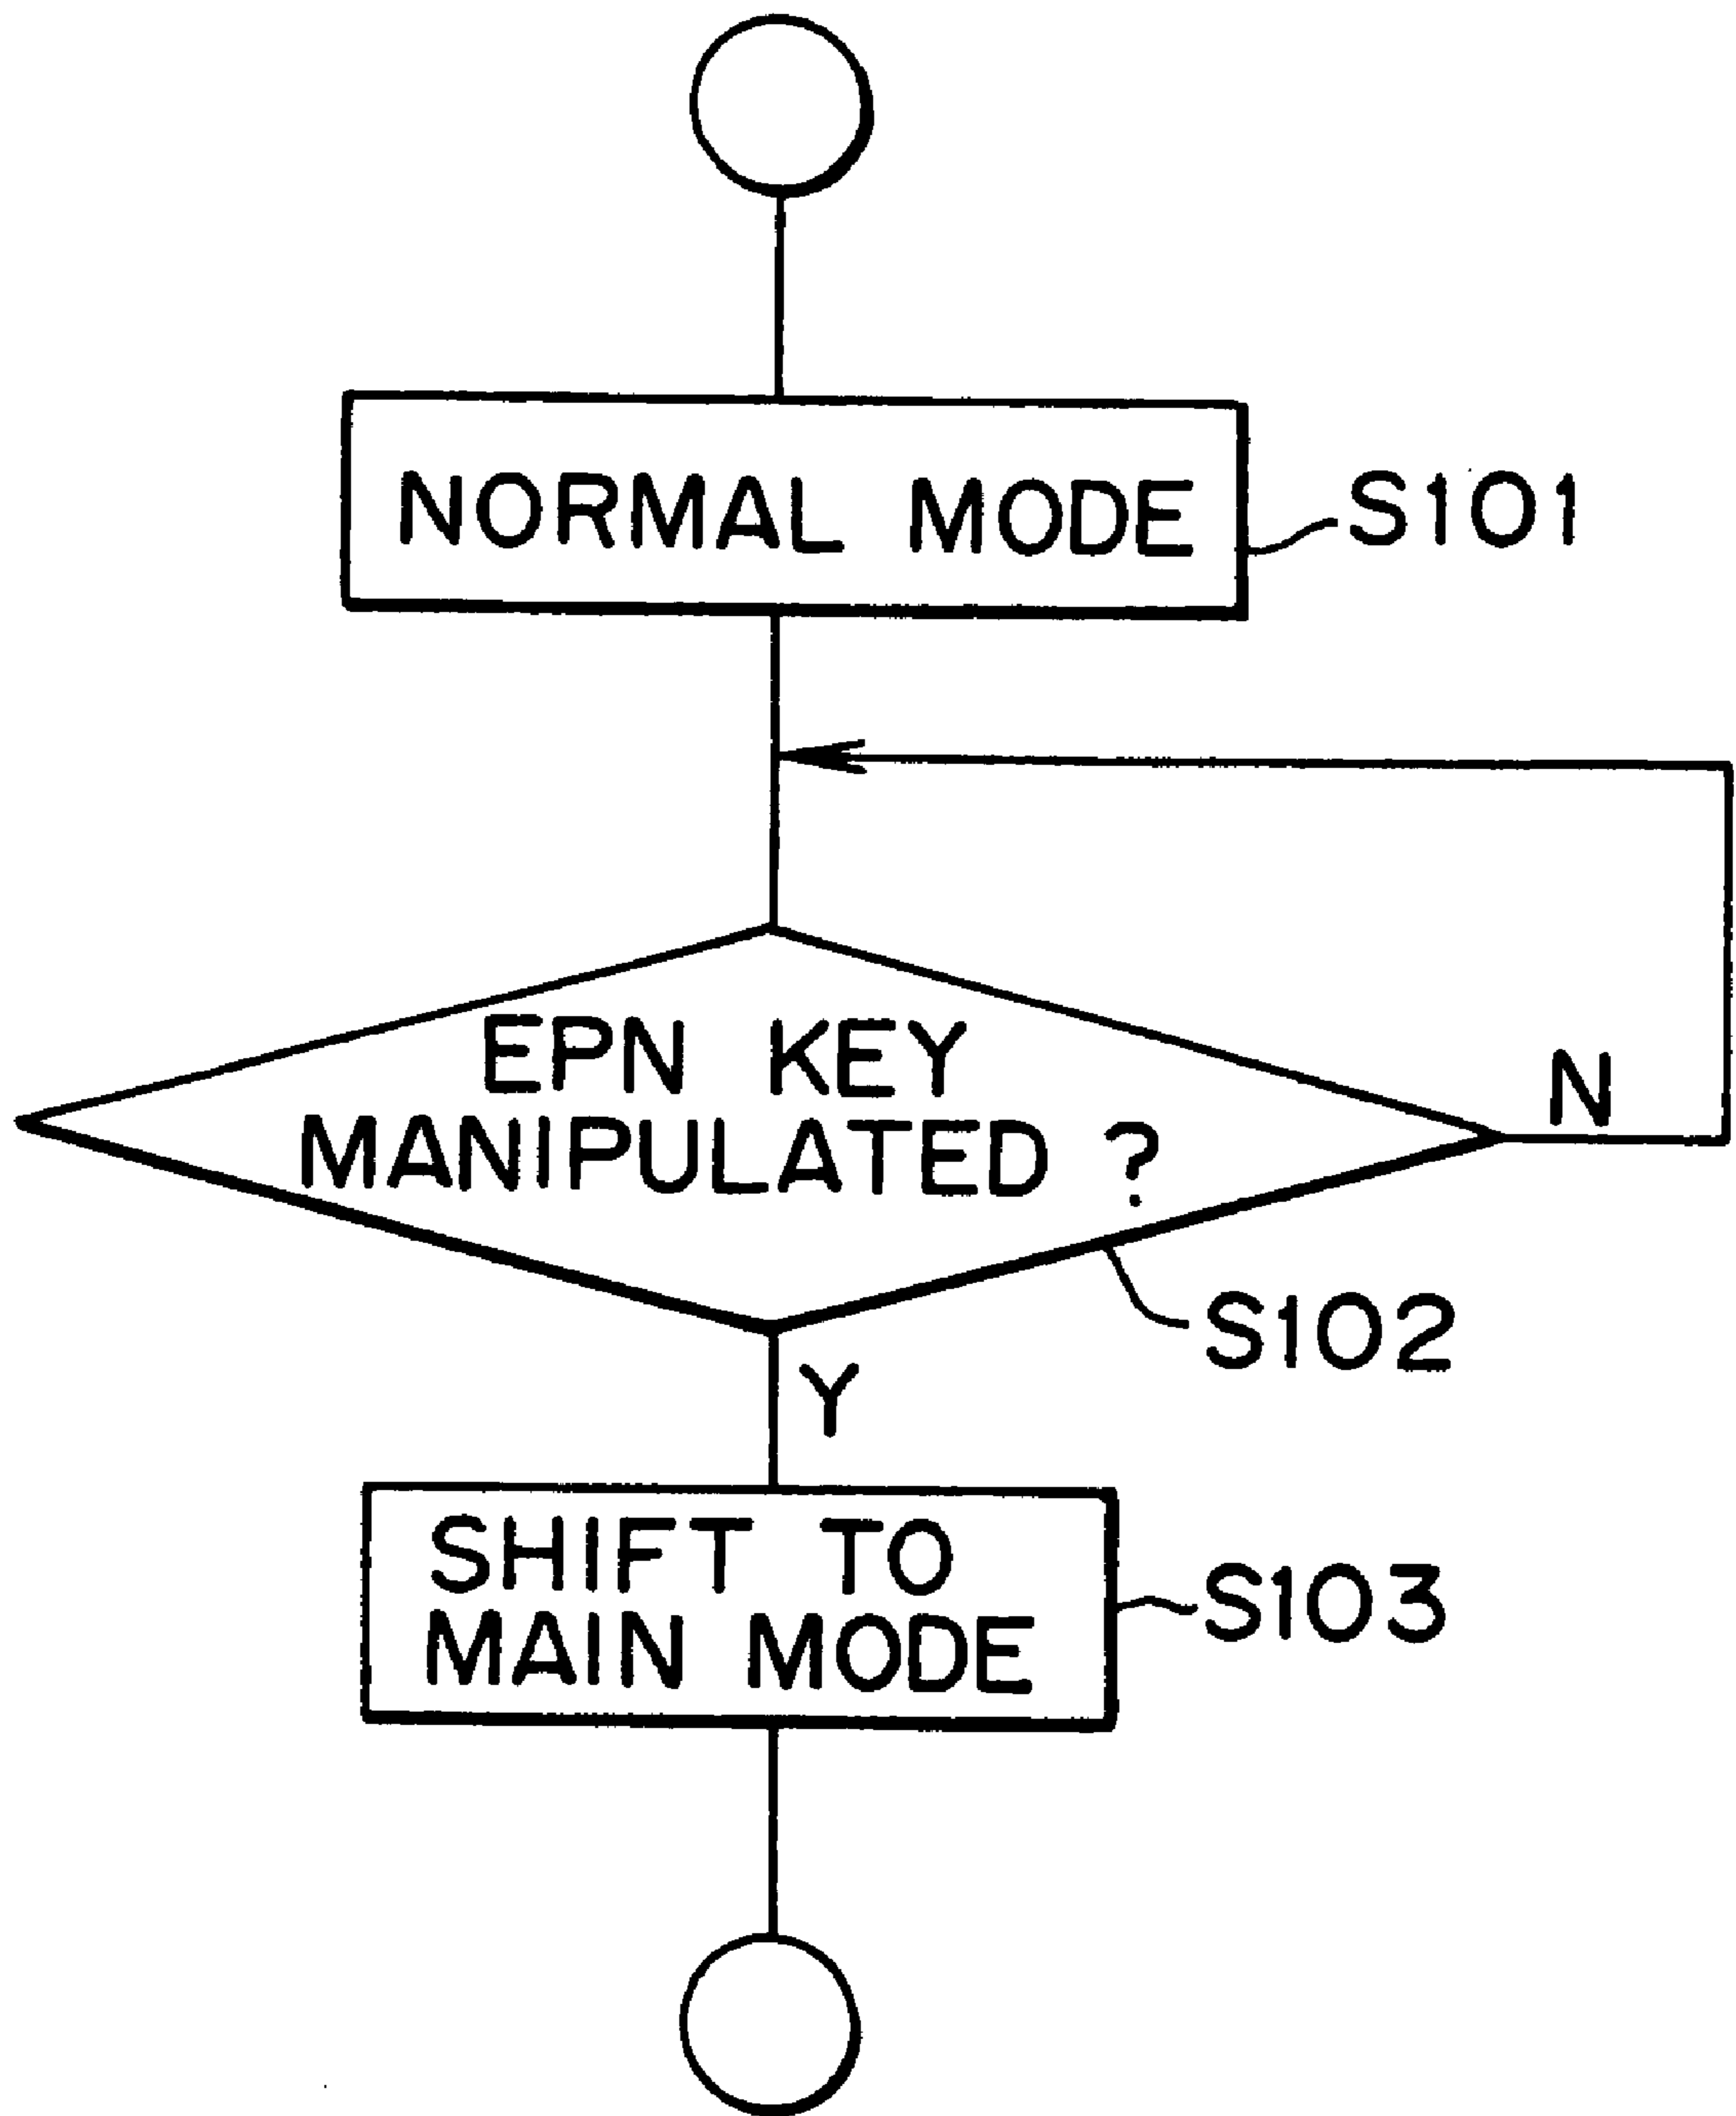 NORMAL MODE
S101
EPN KEY
MANIPULATED ?
N
S102
Y
SHIFT TO
MAIN MODE
S103